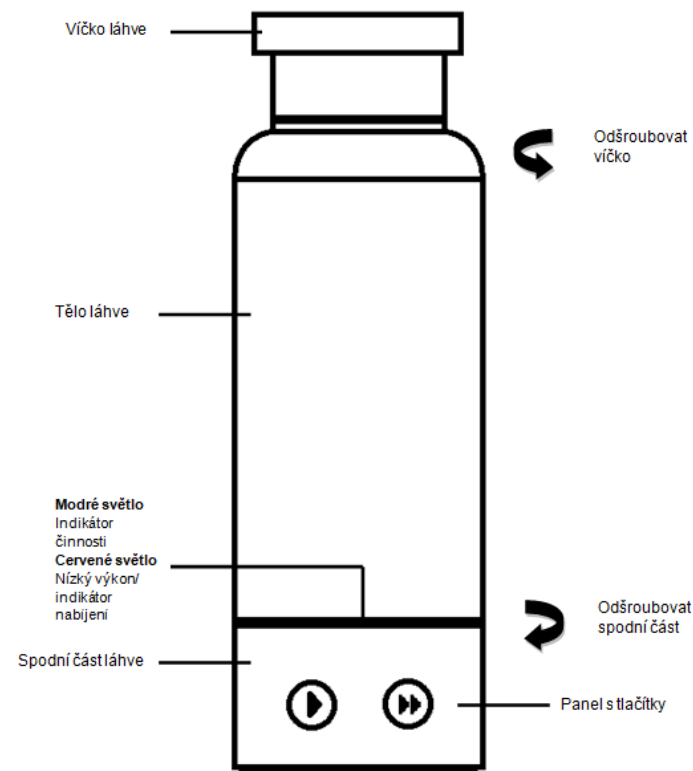 Víčko láhve
Odšroubovat
víčko
Tělo láhve
Modré světlo
Indikátor
činnosti
Cervené světlo
Nízký výkon/
indikátor
nabíjení
Odšroubovat
spodní část
Spodní část láhve
Panel s tlačítky